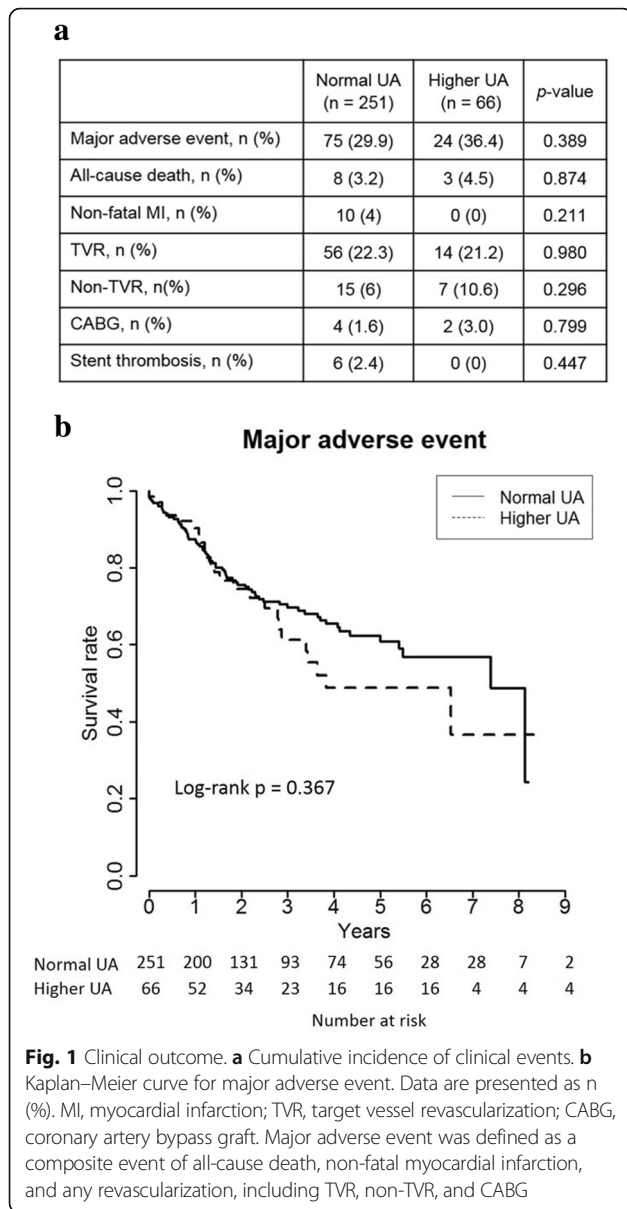 a
Normal UA (n = 251) Higher UA (n = 66) p-value
Major adverse event, n (%) 75 (29.9) 24 (36.4) 0.389
All-cause death, n (%) 8 (3.2) 3 (4.5) 0.874
Non-fatal MI, n (%) 10 (4) 0 (0) 0.211
TVR, n (%) 56 (22.3) 14 (21.2) 0.980
Non-TVR, n(%) 15 (6) 7 (10.6) 0.296
CABG, n (%) 4 (1.6) 2 (3.0) 0.799
Stent thrombosis, n (%) 6 (2.4) 0 (0) 0.447
b
Major adverse event
Normal UA
Higher UA
Survival rate
1.0
0.8
0.6
0.4
0.2
0.0
Log-rank p = 0.367
0 1 2 3 4 5 6 7 8 9
Years
Normal UA 251 200 131 93 74 56 28 28 7 2
Higher UA 66 52 34 23 16 16 16 4 4 4
Number at risk
Fig. 1 Clinical outcome. a Cumulative incidence of clinical events. b
Kaplan–Meier curve for major adverse event. Data are presented as n
(%). MI, myocardial infarction; TVR, target vessel revascularization; CABG,
coronary artery bypass graft. Major adverse event was defined as a
composite event of all-cause death, non-fatal myocardial infarction,
and any revascularization, including TVR, non-TVR, and CABG